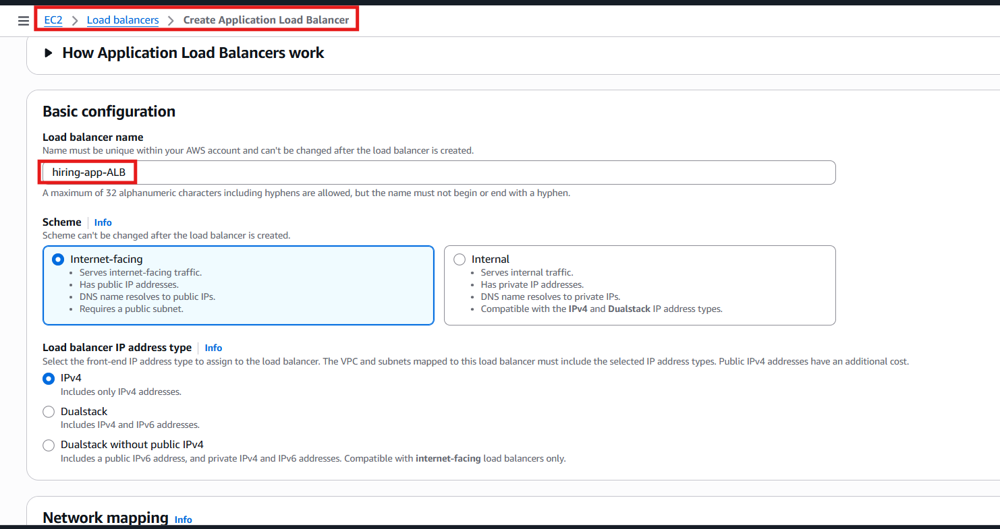 EC2 > Load balancers > Create Application Load Balancer
How Application Load Balancers work
Basic configuration
Load balancer name
Name must be unique within your AWS account and can't be changed after the load balancer is created.
hiring-app-ALB
A maximum of 32 alphanumeric characters including hyphens are allowed, but the name must not begin or end with a hyphen.
Scheme Info
Scheme can't be changed after the load balancer is created.
Internet-facing
• Serves internet-facing traffic.
• Has public IP addresses.
• DNS name resolves to public IPs.
• Requires a public subnet.
Internal
• Serves internal traffic.
• Has private IP addresses.
• DNS name resolves to private IPs.
• Compatible with the IPv4 and Dualstack IP address types.
Load balancer IP address type Info
Select the front-end IP address type to assign to the load balancer. The VPC and subnets mapped to this load balancer must include the selected IP address types. Public IPv4 addresses have an additional cost.
IPv4
Includes only IPv4 addresses.
Dualstack
Includes IPv4 and IPv6 addresses.
Dualstack without public IPv4
Includes a public IPv6 address, and private IPv4 and IPv6 addresses. Compatible with internet-facing load balancers only.
Network mapping Info